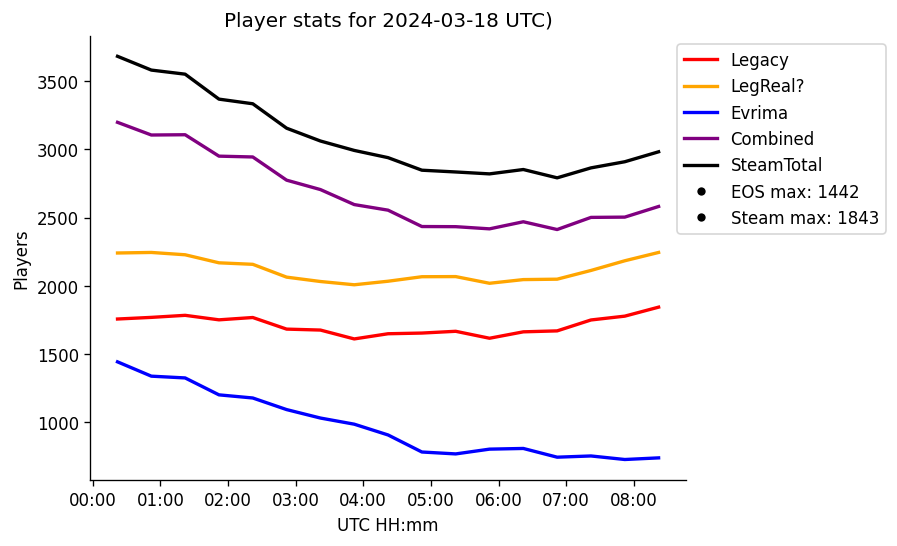 Player stats for 2024-03-18 UTC)
Legacy
LegReal?
Evrima
Combined
SteamTotal
EOS max: 1442
Steam max: 1843
Players
3500
3000
2500
2000
1500
1000
00:00 01:00 02:00 03:00 04:00 05:00 06:00 07:00 08:00
UTC HH:mm